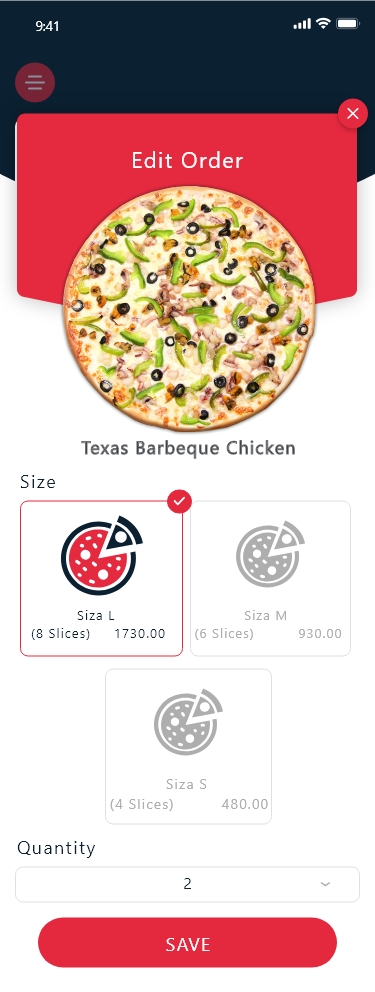 9:41
Edit Order
Texas Barbeque Chicken
Size
Siza L
(8 Slices) 1730.00
Siza M
(6 Slices) 930.00
Siza S
(4 Slices) 480.00
Quantity
2
SAVE